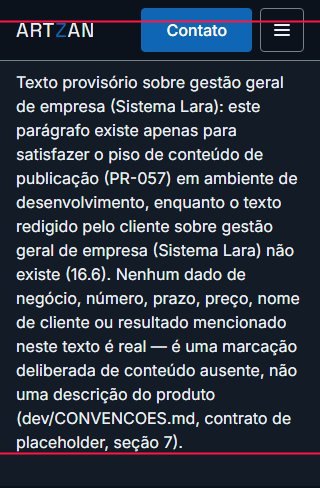 ARTZAN
Contato
Texto provisório sobre gestão geral
de empresa (Sistema Lara): este
parágrafo existe apenas para
satisfazer o piso de conteúdo de
publicação (PR-057) em ambiente de
desenvolvimento, enquanto o texto
redigido pelo cliente sobre gestão
geral de empresa (Sistema Lara) não
existe (16.6). Nenhum dado de
negócio, número, prazo, preço, nome
de cliente ou resultado mencionado
neste texto é real — é uma marcação
deliberada de conteúdo ausente, não
uma descrição do produto
(dev/CONVENCOES.md, contrato de
placeholder, seção 7).